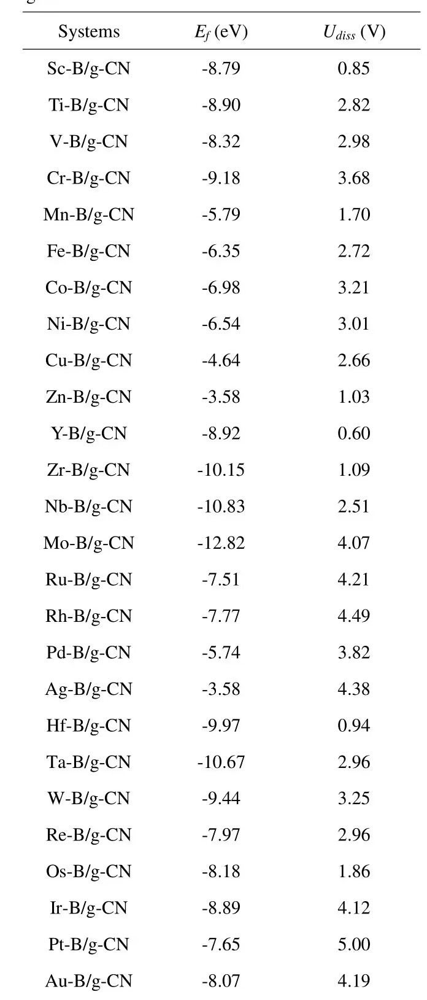 Systems Ef (eV) Udiss (V)
Sc-B/g-CN -8.79 0.85
Ti-B/g-CN -8.90 2.82
V-B/g-CN -8.32 2.98
Cr-B/g-CN -9.18 3.68
Mn-B/g-CN -5.79 1.70
Fe-B/g-CN -6.35 2.72
Co-B/g-CN -6.98 3.21
Ni-B/g-CN -6.54 3.01
Cu-B/g-CN -4.64 2.66
Zn-B/g-CN -3.58 1.03
Y-B/g-CN -8.92 0.60
Zr-B/g-CN -10.15 1.09
Nb-B/g-CN -10.83 2.51
Mo-B/g-CN -12.82 4.07
Ru-B/g-CN -7.51 4.21
Rh-B/g-CN -7.77 4.49
Pd-B/g-CN -5.74 3.82
Ag-B/g-CN -3.58 4.38
Hf-B/g-CN -9.97 0.94
Ta-B/g-CN -10.67 2.96
W-B/g-CN -9.44 3.25
Re-B/g-CN -7.97 2.96
Os-B/g-CN -8.18 1.86
Ir-B/g-CN -8.89 4.12
Pt-B/g-CN -7.65 5.00
Au-B/g-CN -8.07 4.19